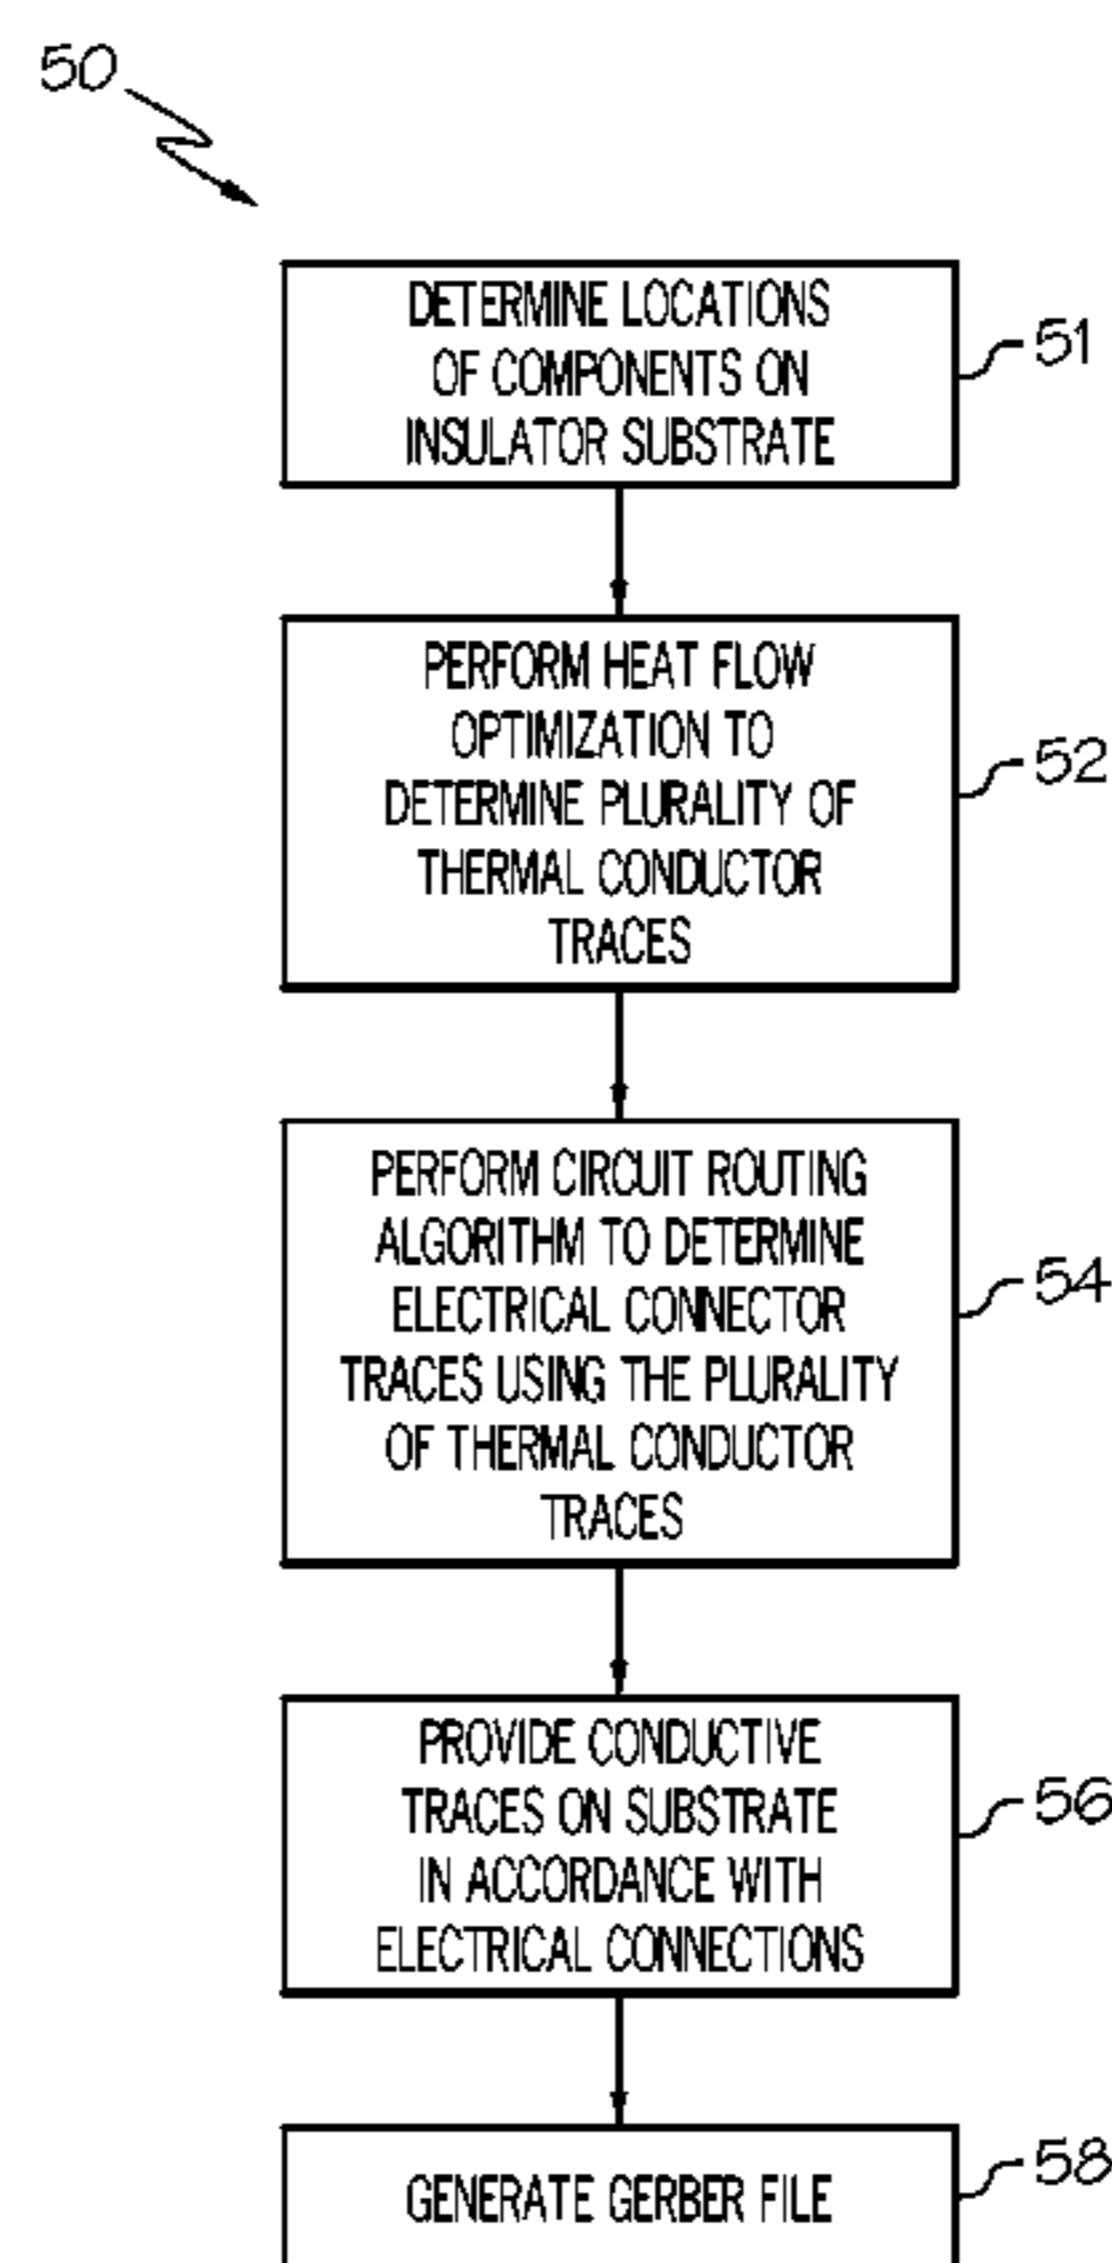 50
DETERMINE LOCATIONS
OF COMPONENTS ON
INSULATOR SUBSTRATE
51
PERFORM HEAT FLOW
OPTIMIZATION TO
DETERMINE PLURALITY OF
THERMAL CONDUCTOR
TRACES
52
PERFORM CIRCUIT ROUTING
ALGORITHM TO DETERMINE
ELECTRICAL CONNECTOR
TRACES USING THE PLURALITY
OF THERMAL CONDUCTOR
TRACES
54
PROVIDE CONDUCTIVE
TRACES ON SUBSTRATE
IN ACCORDANCE WITH
ELECTRICAL CONNECTIONS
56
GENERATE GERBER FILE
58